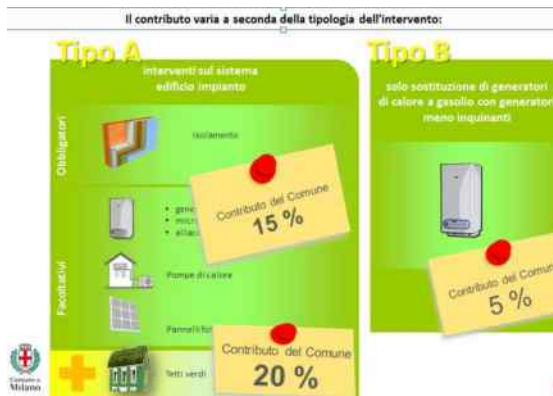 Il contributo varia a seconda della tipologia dell'intervento:
Tipo A
interventi sul sistema
edificio impianto
Obbligatori
Isolamento
Contributo del Comune
15 %
Facoltativi
Pompe di calore
Tetti verdi
Contributo del Comune
20 %
Tipo B
solo sostituzione di generatori
di calore a gasolio con generatori
meno inquinanti
Contributo del Comune
5 %
Milano